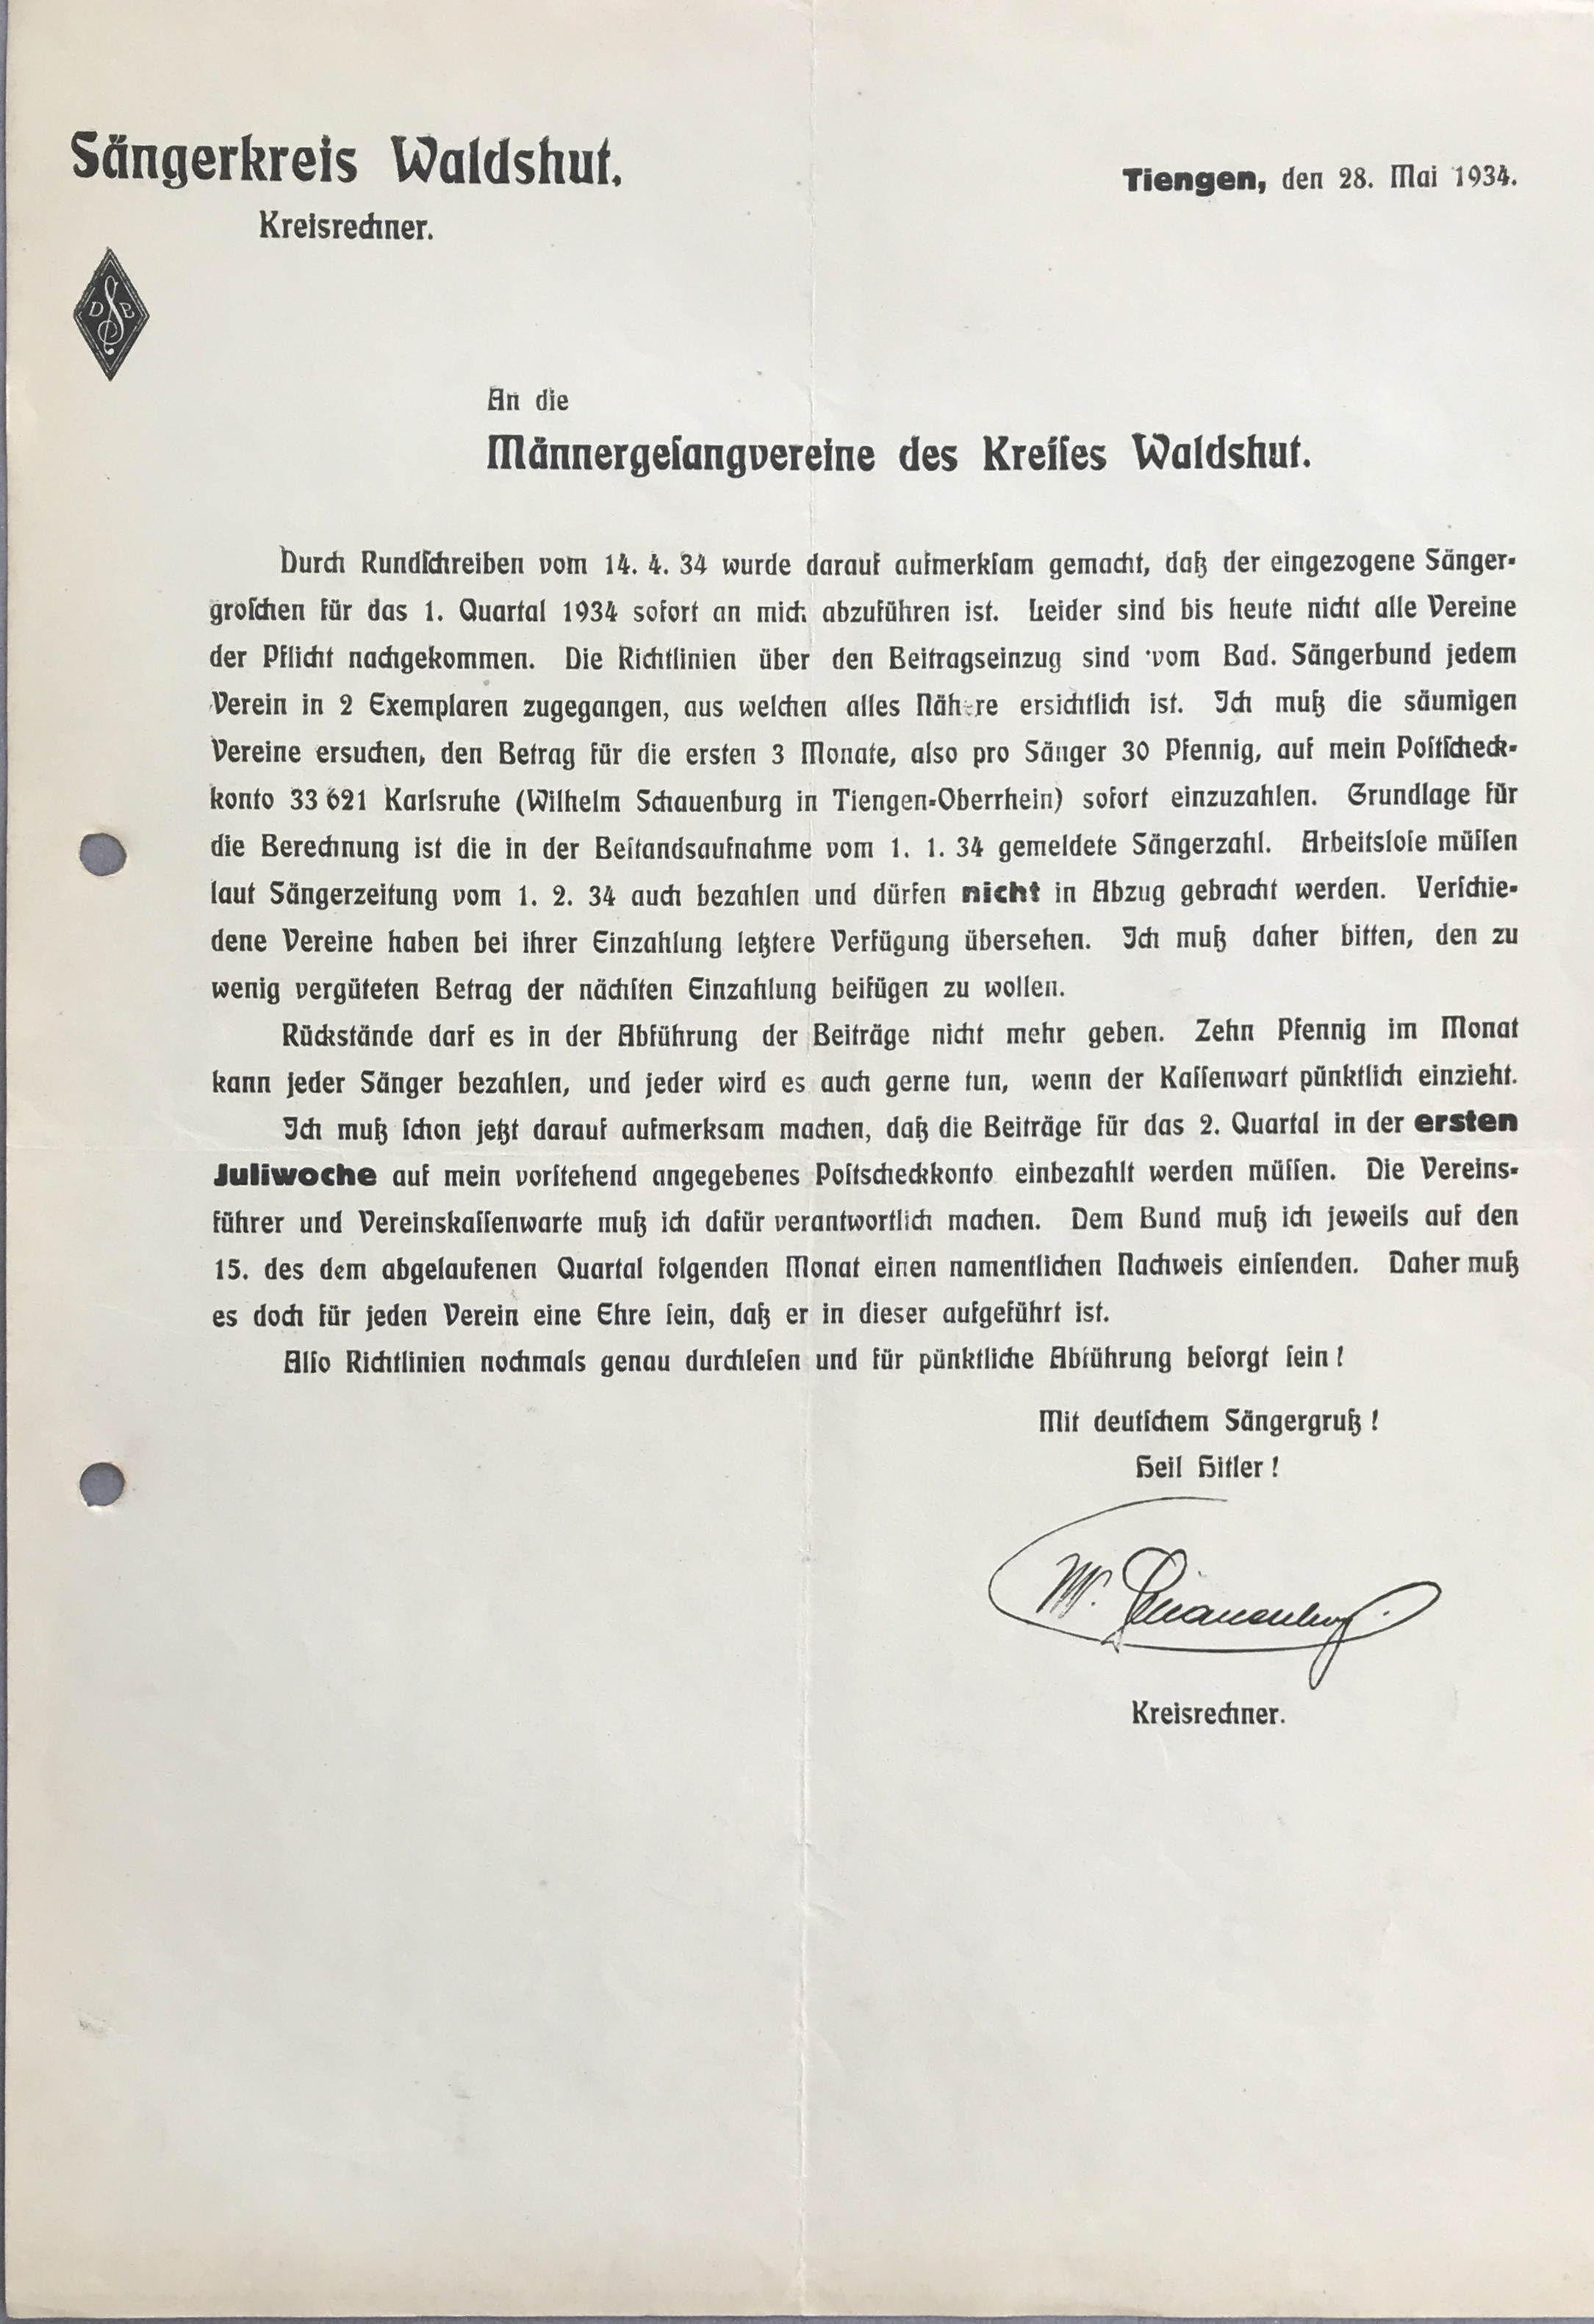 Sängerkreis Waldshut.
Tiengen, den 28. Mai 1934.
Kreisrechner.
D S B
An die
Männergeſangvereine des Kreiſes Waldshut.
Durch Rundſchreiben vom 14. 4. 34 wurde darauf aufmerkſam gemacht, daß der eingezogene Sänger-
groſchen für das 1. Quartal 1934 sofort an mich abzuführen ist. Leider sind bis heute nicht alle Vereine
der Pflicht nachgekommen. Die Richtlinien über den Beitragseinzug sind vom Bad. Sängerbund jedem
Verein in 2 Exemplaren zugegangen, aus welchen alles Nähere ersichtlich ist. Ich muß die säumigen
Vereine ersuchen, den Betrag für die ersten 3 Monate, also pro Sänger 30 Pfennig, auf mein Poſtſcheck-
konto 33 621 Karlsruhe (Wilhelm Schauenburg in Tiengen-Oberrhein) sofort einzuzahlen. Grundlage für
die Berechnung ist die in der Beſtandsaufnahme vom 1. 1. 34 gemeldete Sängerzahl. Arbeitsloſe müſſen
laut Sängerzeitung vom 1. 2. 34 auch bezahlen und dürfen nicht in Abzug gebracht werden. Verſchie-
dene Vereine haben bei ihrer Einzahlung letztere Verfügung übersehen. Ich muß daher bitten, den zu
wenig vergüteten Betrag der nächſten Einzahlung beifügen zu wollen.
Rückstände darf es in der Abführung der Beiträge nicht mehr geben. Zehn Pfennig im Monat
kann jeder Sänger bezahlen, und jeder wird es auch gerne tun, wenn der Kaſſenwart pünktlich einzieht.
Ich muß ſchon jetzt darauf aufmerksam machen, daß die Beiträge für das 2. Quartal in der ersten
Juliwoche auf mein vorſtehend angegebenes Poſtscheckkonto einbezahlt werden müſſen. Die Vereins-
führer und Vereinskaſſenwarte muß ich dafür verantwortlich machen. Dem Bund muß ich jeweils auf den
15. des dem abgelaufenen Quartal folgenden Monat einen namentlichen Nachweis einſenden. Daher muß
es doch für jeden Verein eine Ehre ſein, daß er in dieser aufgeführt ist.
Alſo Richtlinien nochmals genau durchleſen und für pünktliche Abführung beſorgt ſein!
Mit deutſchem Sängergruß!
Heil Hitler!
W. Schauenburg.
Kreisrechner.